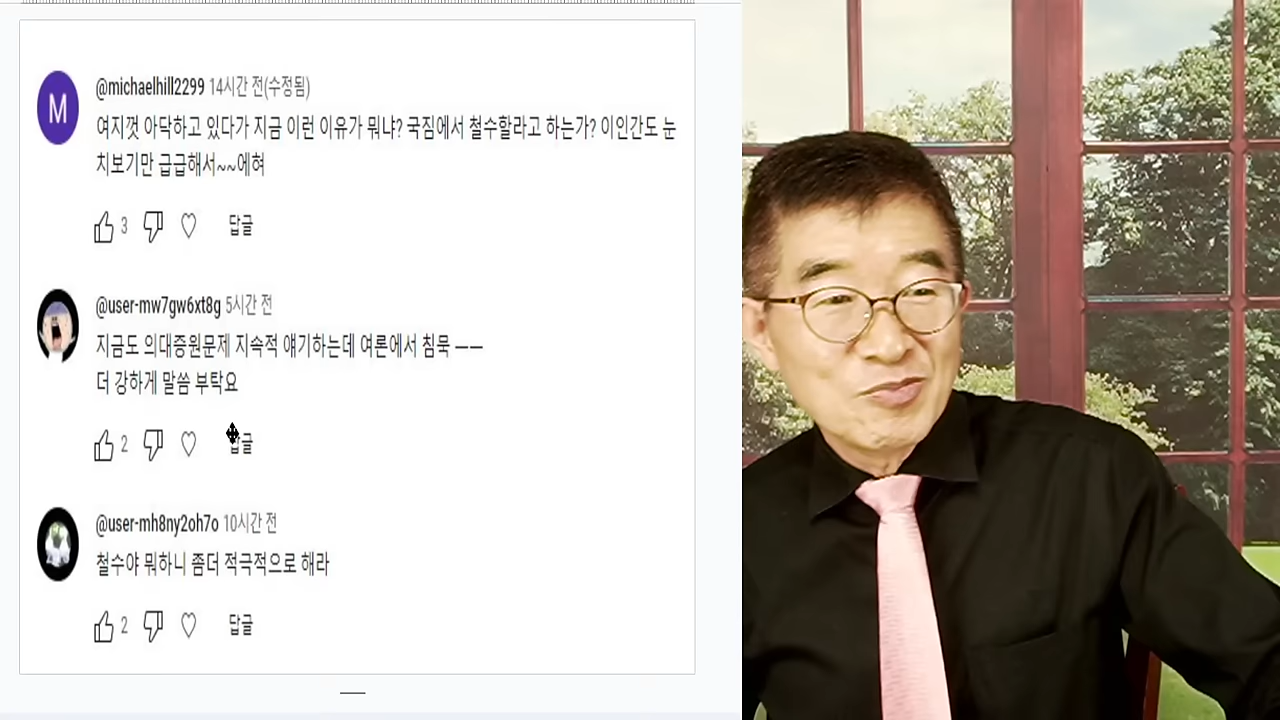 M
@michaelhill2299 14시간 전(수정됨)
여지껏 아닥하고 있다가 지금 이런 이유가 뭐냐? 국짐에서 철수할라고 하는가? 이인간도 눈
치보기만 급급해서~~에혀
3
답글
@user-mw7gw6xt8g 5시간 전
지금도 의대증원문제 지속적 얘기하는데 여론에서 침묵 ㅡㅡ
더 강하게 말씀 부탁요
2
답글
@user-mh8ny2oh7o 10시간 전
철수야 뭐하니 좀더 적극적으로 해라
2
답글